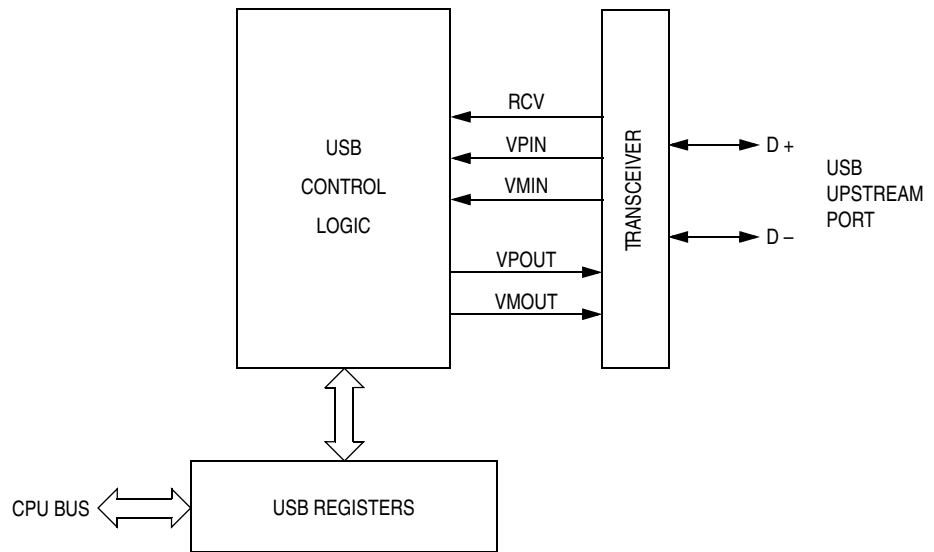 USB
CONTROL
LOGIC
RCV
VPIN
VMIN
VPOUT
VMOUT
TRANSCEIVER
D +
D –
USB
UPSTREAM
PORT
CPU BUS
USB REGISTERS